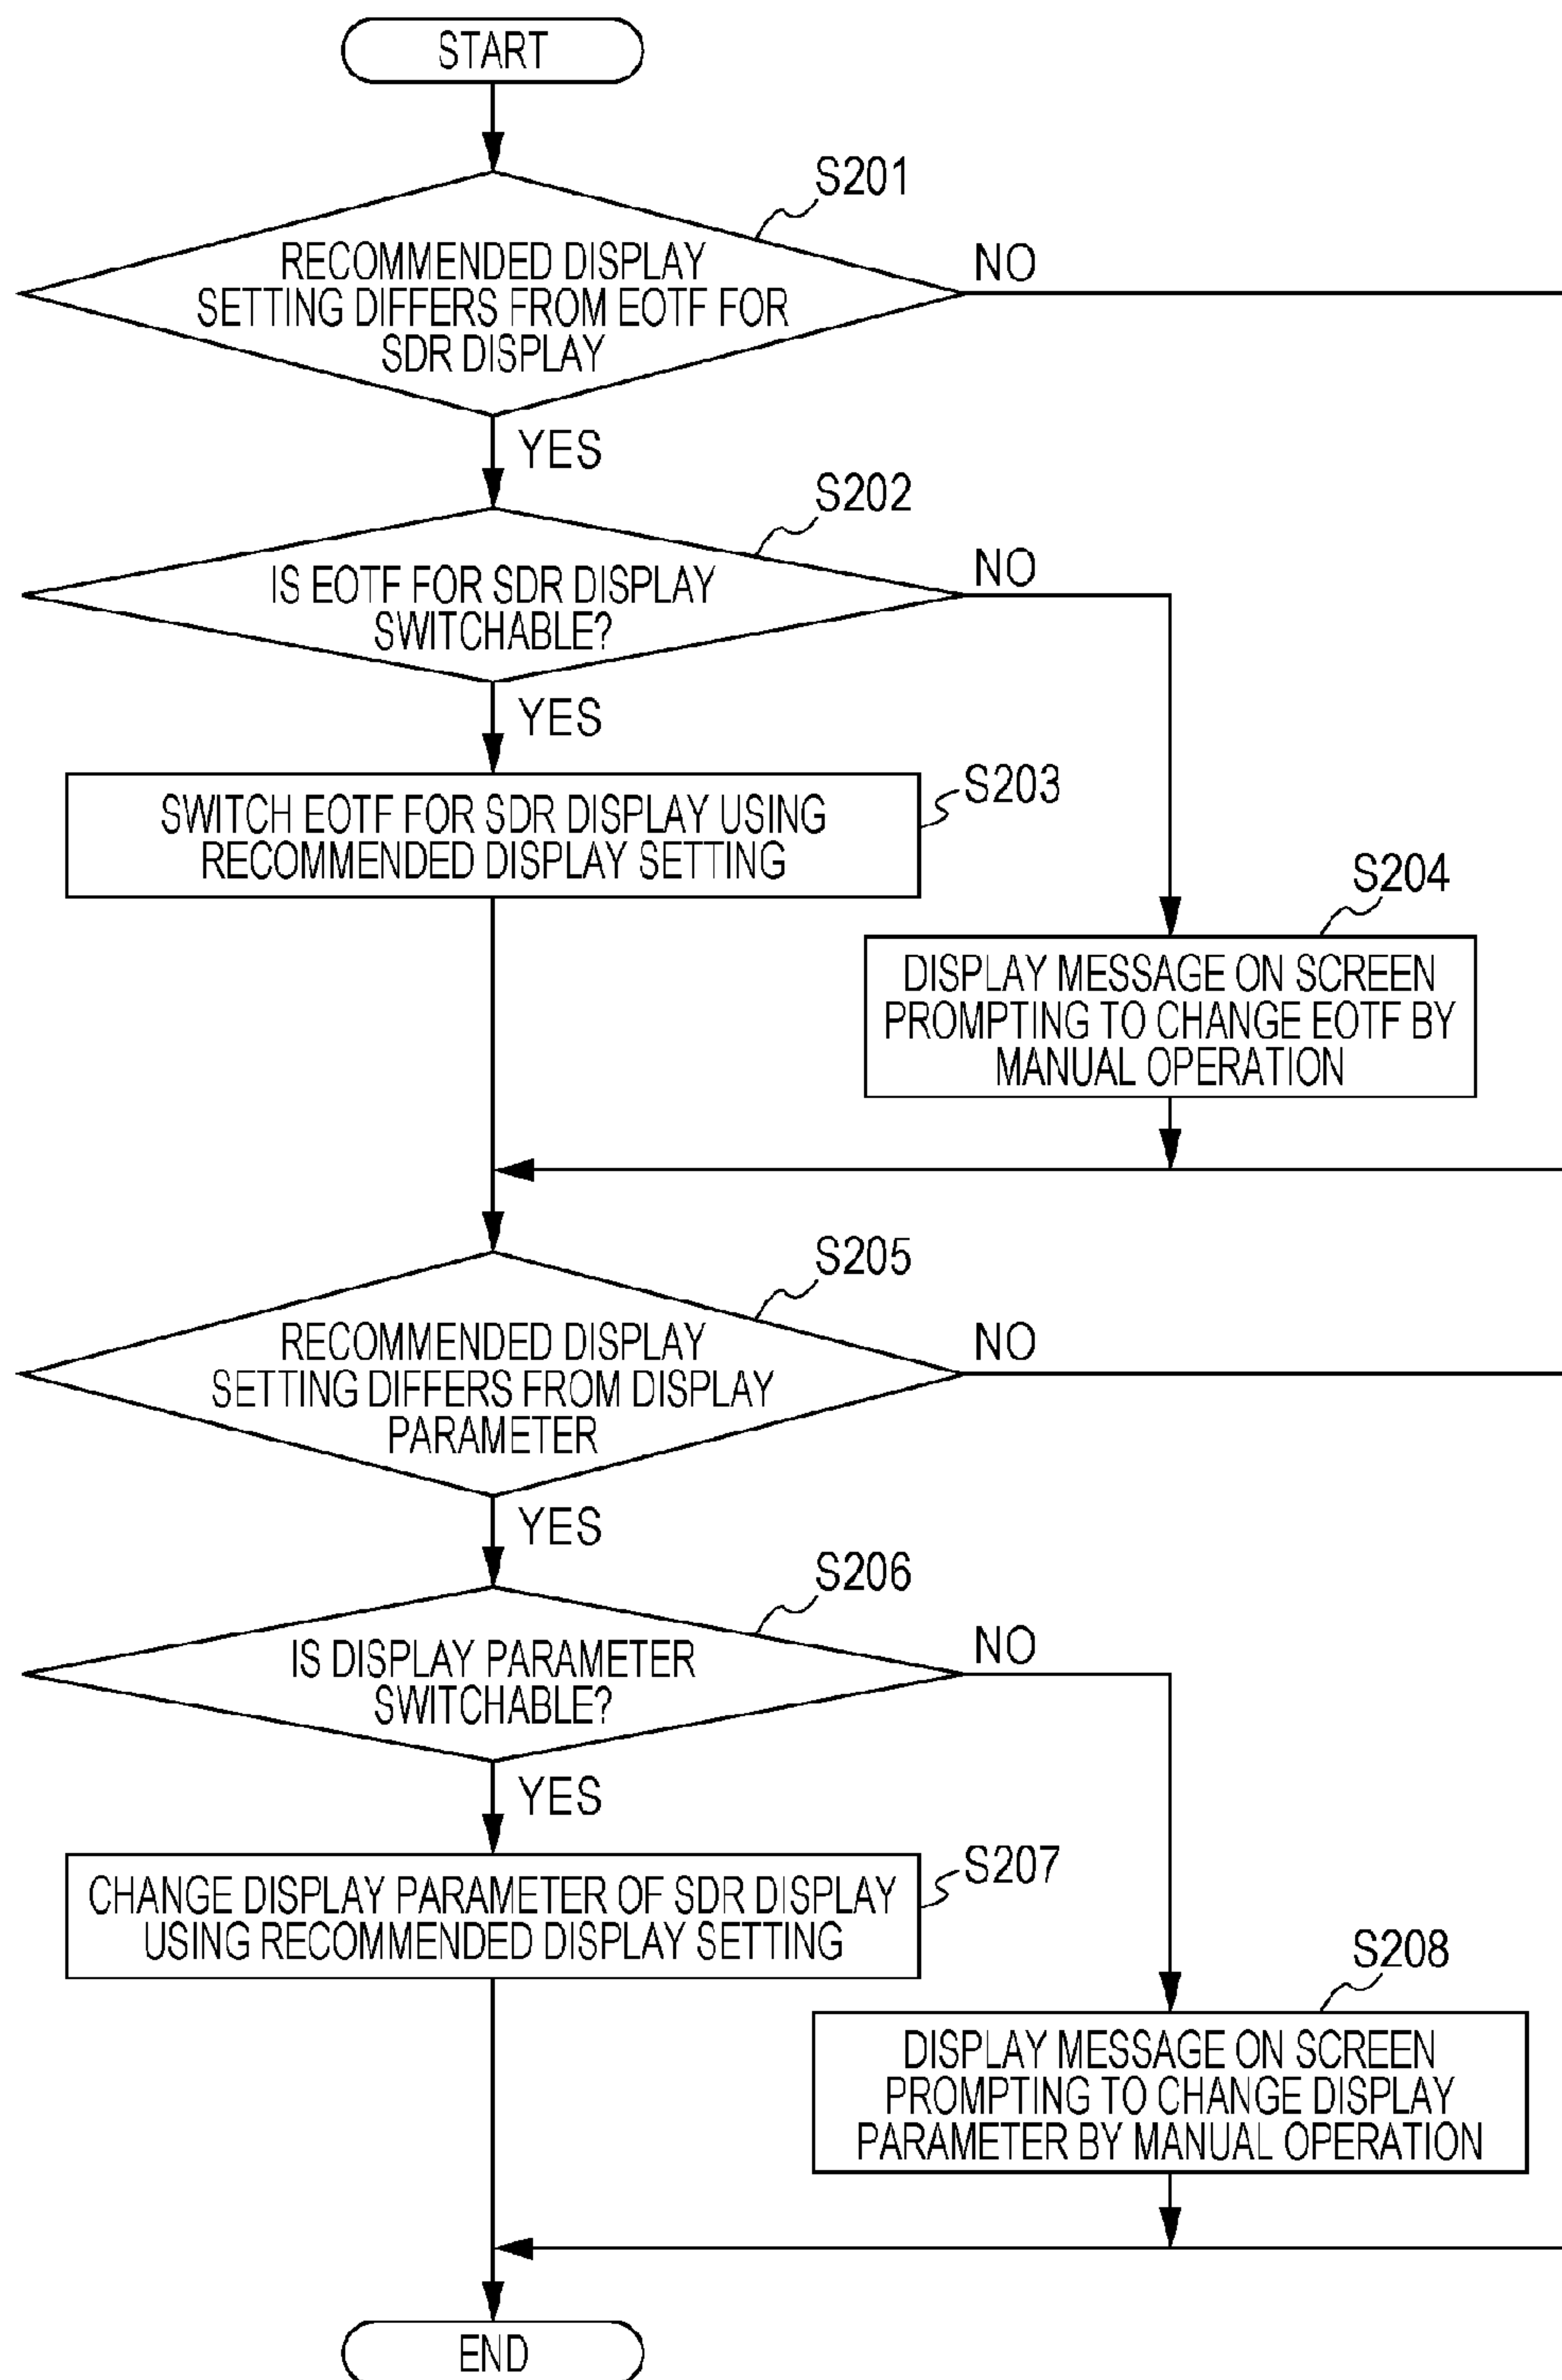 START
S201
RECOMMENDED DISPLAY
SETTING DIFFERS FROM EOTF FOR
SDR DISPLAY
NO
YES
S202
IS EOTF FOR SDR DISPLAY
SWITCHABLE?
NO
YES
S203
SWITCH EOTF FOR SDR DISPLAY USING
RECOMMENDED DISPLAY SETTING
S204
DISPLAY MESSAGE ON SCREEN
PROMPTING TO CHANGE EOTF BY
MANUAL OPERATION
S205
RECOMMENDED DISPLAY
SETTING DIFFERS FROM DISPLAY
PARAMETER
NO
YES
S206
IS DISPLAY PARAMETER
SWITCHABLE?
NO
YES
S207
CHANGE DISPLAY PARAMETER OF SDR DISPLAY
USING RECOMMENDED DISPLAY SETTING
S208
DISPLAY MESSAGE ON SCREEN
PROMPTING TO CHANGE DISPLAY
PARAMETER BY MANUAL OPERATION
END